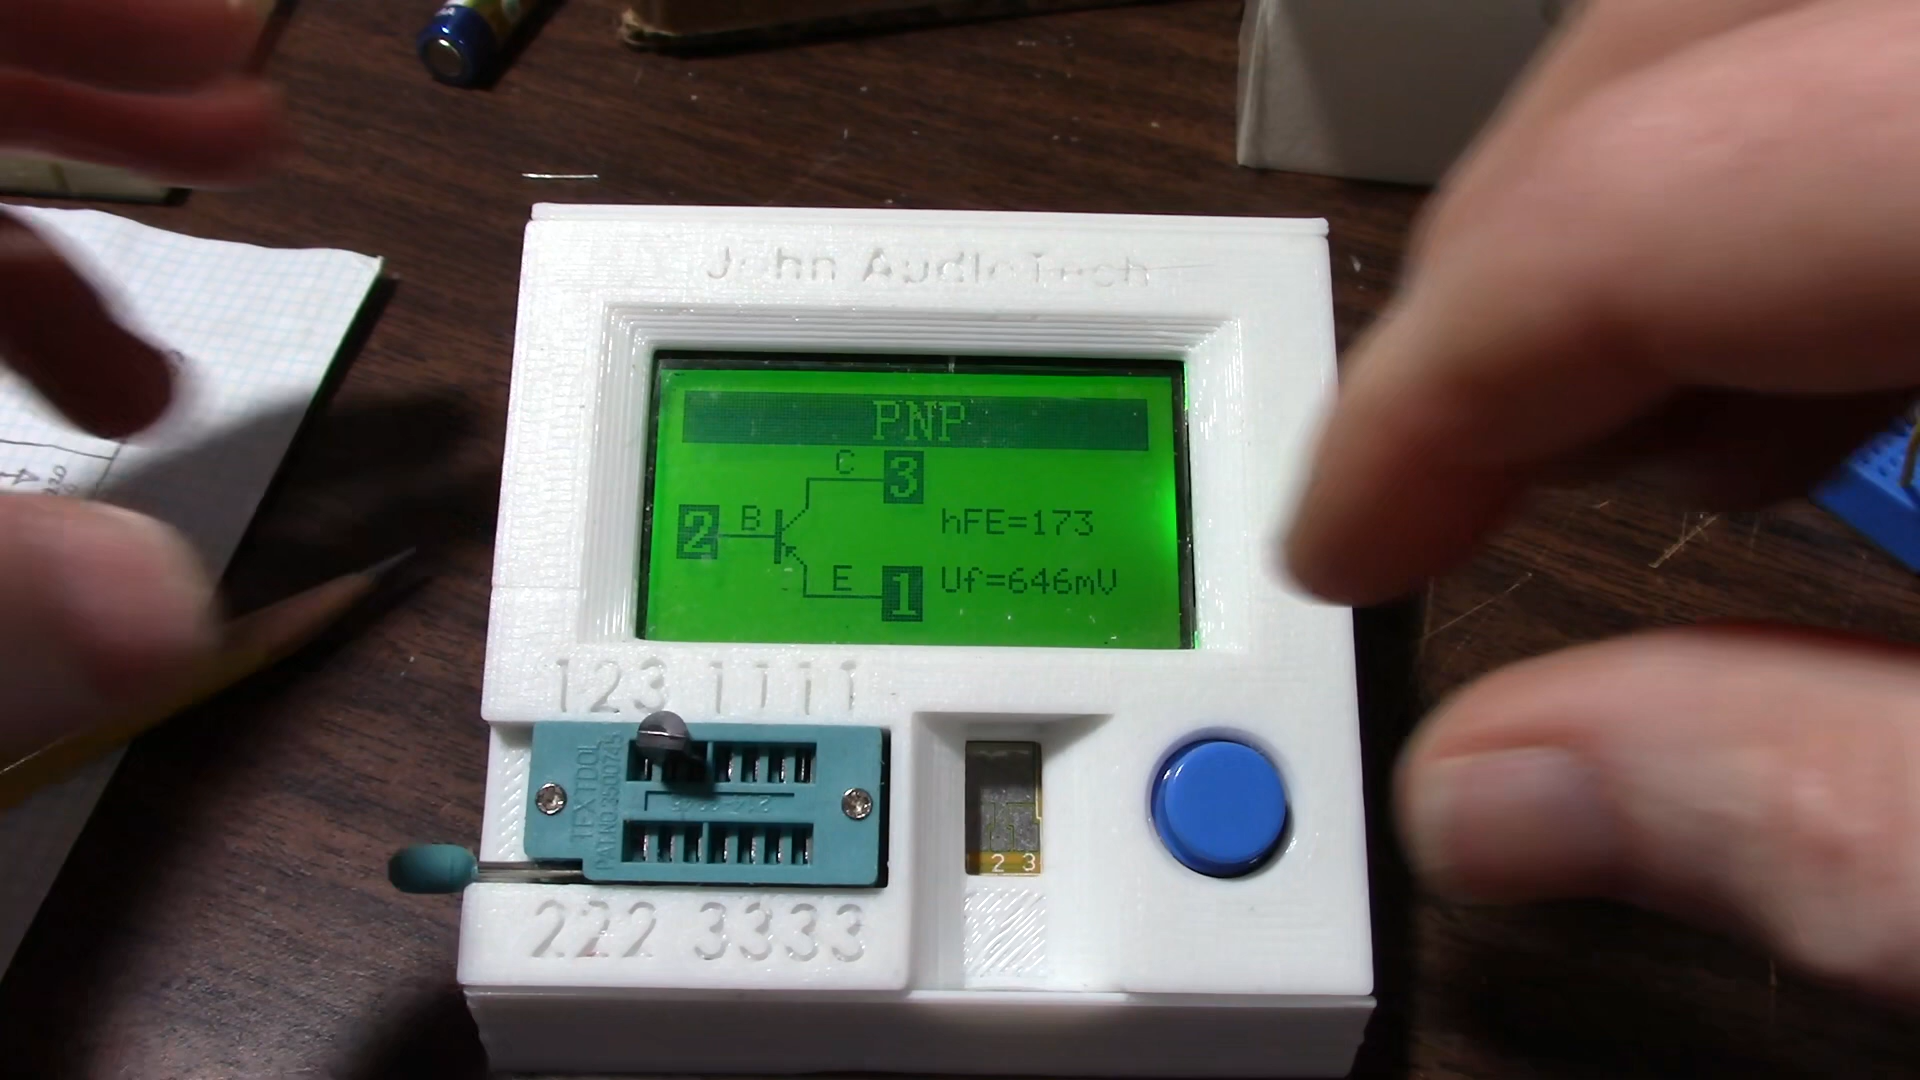 John AudioTech
PNP
C 3
2 B
hFE=173
E 1 Uf=646mV
123 1111
TEXTOOL
2 3
222 3333